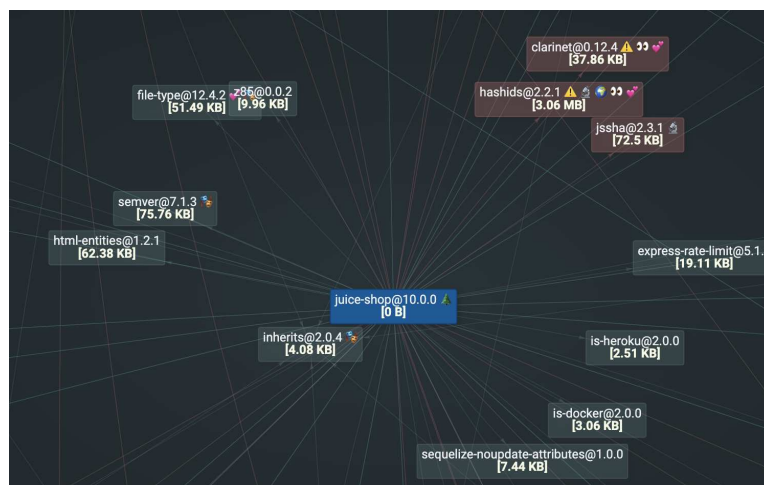 clarinet@0.12.4 ⚠️ 👀 💕
[37.86 KB]
file-type@12.4.2 💕
[51.49 KB]
z85@0.0.2
[9.96 KB]
hashids@2.2.1 ⚠️ 🔬 🌍 👀 💕
[3.06 MB]
jssha@2.3.1 🔬
[72.5 KB]
semver@7.1.3 🎭
[75.76 KB]
html-entities@1.2.1
[62.38 KB]
express-rate-limit@5.1.
[19.11 KB]
juice-shop@10.0.0 🌲
[0 B]
inherits@2.0.4 🎭
[4.08 KB]
is-heroku@2.0.0
[2.51 KB]
is-docker@2.0.0
[3.06 KB]
sequelize-noupdate-attributes@1.0.0
[7.44 KB]